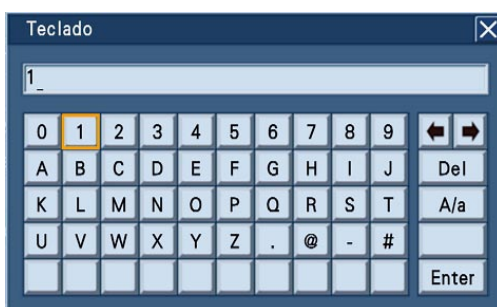 Teclado
1_
0 1 2 3 4 5 6 7 8 9
A B C D E F G H I J Del
K L M N O P Q R S T A/a
U V W X Y Z . @ - #
Enter